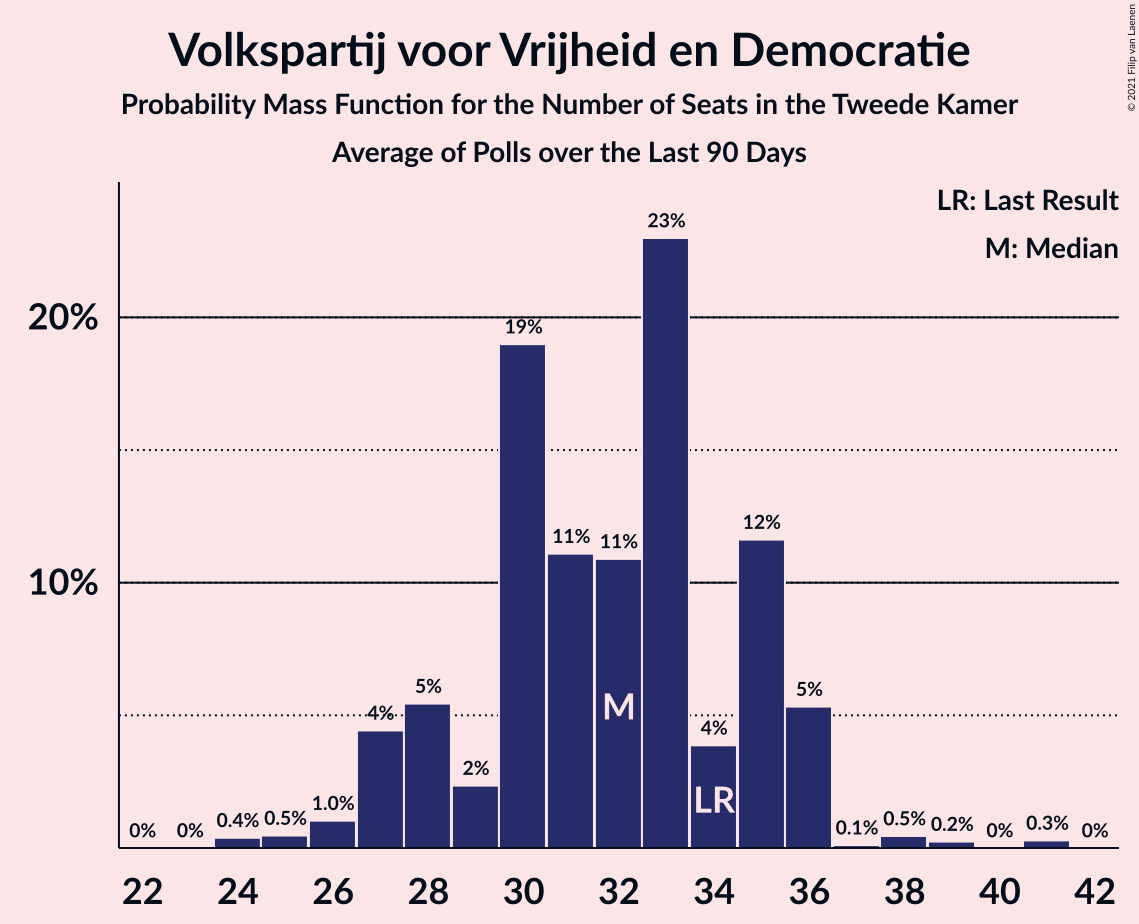 Volkspartij voor Vrijheid en Democratie
Probability Mass Function for the Number of Seats in the Tweede Kamer
Average of Polls over the Last 90 Days
© 2021 Filip van Laenen
LR: Last Result
M: Median
20%
10%
0% 0% 0.4% 0.5% 1.0% 4% 5% 2% 19% 11% 11% 23% 4% 12% 5% 0.1% 0.5% 0.2% 0% 0.3% 0%
M
LR
22 24 26 28 30 32 34 36 38 40 42